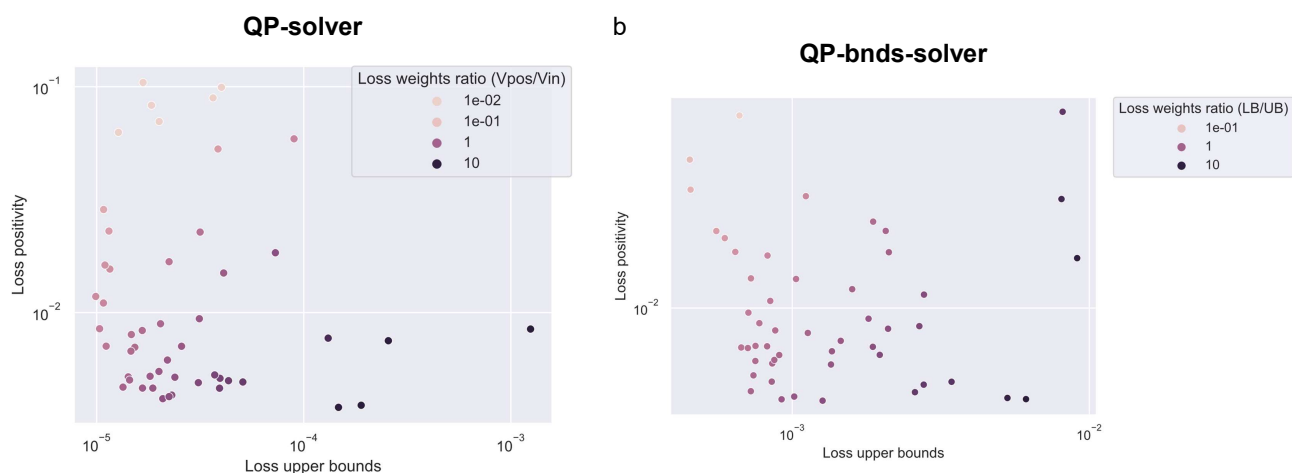 QP-solver
Loss weights ratio (Vpos/Vin)
1e-02
1e-01
1
10
10⁻¹
10⁻²
Loss positivity
10⁻⁵
10⁻⁴
10⁻³
Loss upper bounds
b
QP-bnds-solver
Loss weights ratio (LB/UB)
1e-01
1
10
Loss positivity
10⁻²
10⁻³
10⁻²
Loss upper bounds